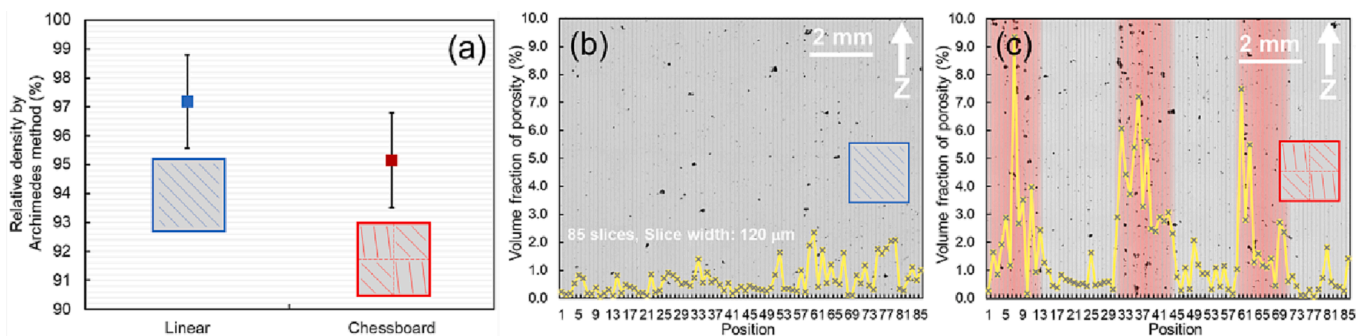 (a)
Relative density by
Archimedes method (%)
100
99
98
97
96
95
94
93
92
91
90
Linear
Chessboard
(b)
Volume fraction of porosity (%)
10.0
9.0
8.0
7.0
6.0
5.0
4.0
3.0
2.0
1.0
0.0
2 mm
Z
85 slices, Slice width: 120 μm
1 5 9 13 17 21 25 29 33 37 41 45 49 53 57 61 65 69 73 77 81 85
Position
(c)
Volume fraction of porosity (%)
10.0
9.0
8.0
7.0
6.0
5.0
4.0
3.0
2.0
1.0
0.0
2 mm
Z
1 5 9 13 17 21 25 29 33 37 41 45 49 53 57 61 65 69 73 77 81 85
Position